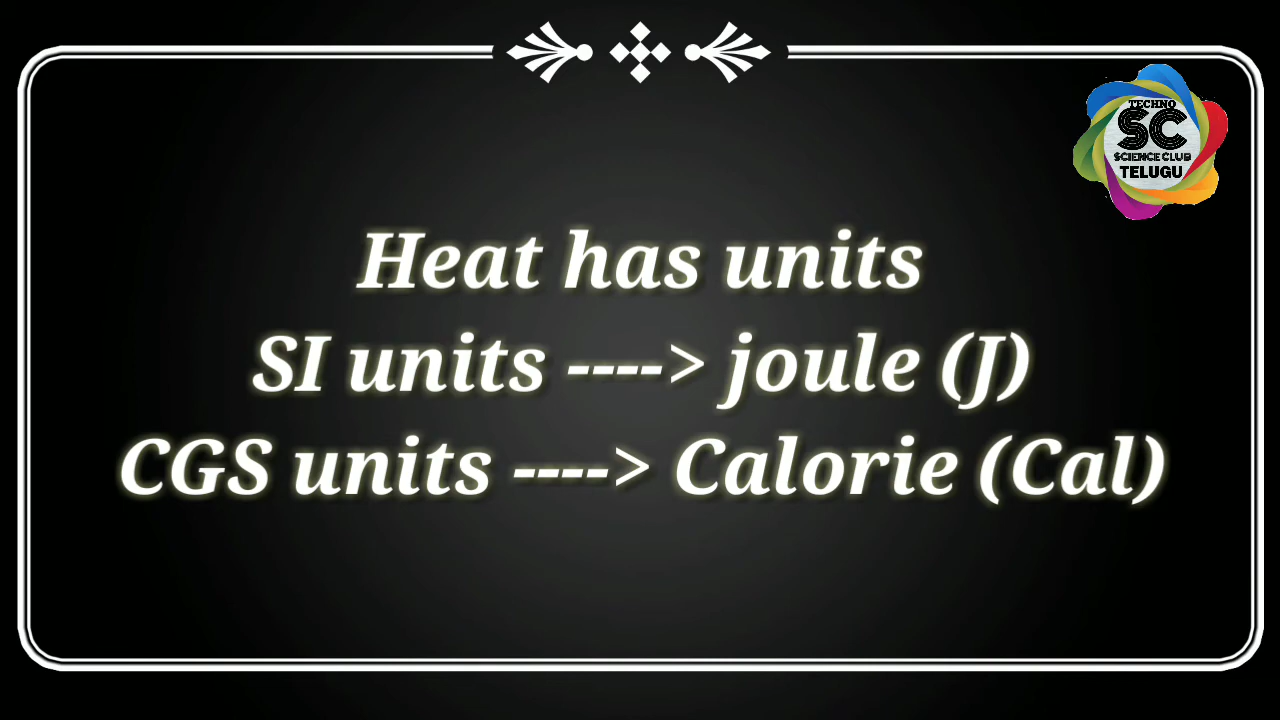 TECHNO
SC
SCIENCE CLUB
TELUGU
Heat has units
SI units ----> joule (J)
CGS units ----> Calorie (Cal)